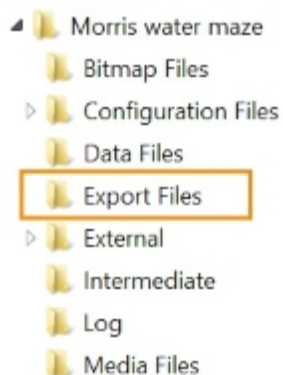 Morris water maze
Bitmap Files
Configuration Files
Data Files
Export Files
External
Intermediate
Log
Media Files